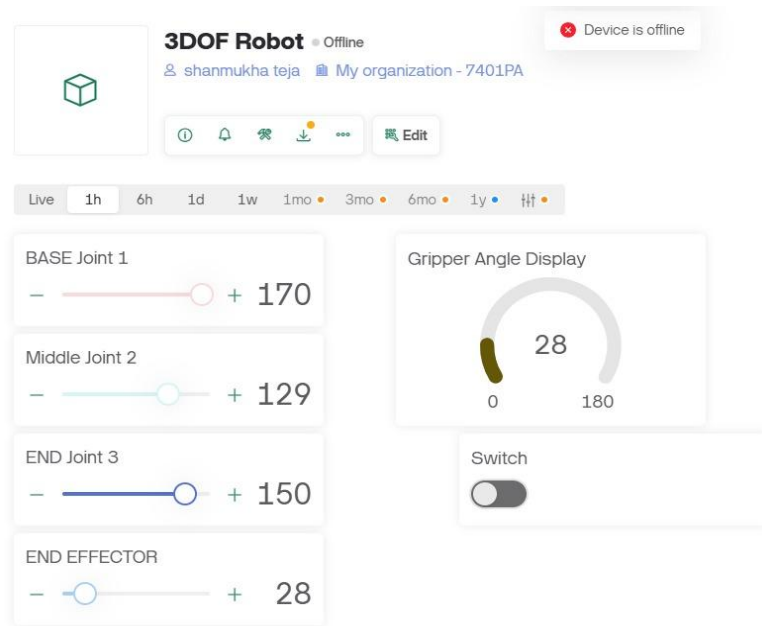 Device is offline
3DOF Robot Offline
shanmukha teja My organization - 7401PA
Edit
Live 1h 6h 1d 1w 1mo 3mo 6mo 1y
BASE Joint 1
− + 170
Gripper Angle Display
28
0 180
Middle Joint 2
− + 129
END Joint 3
− + 150
Switch
END EFFECTOR
− + 28